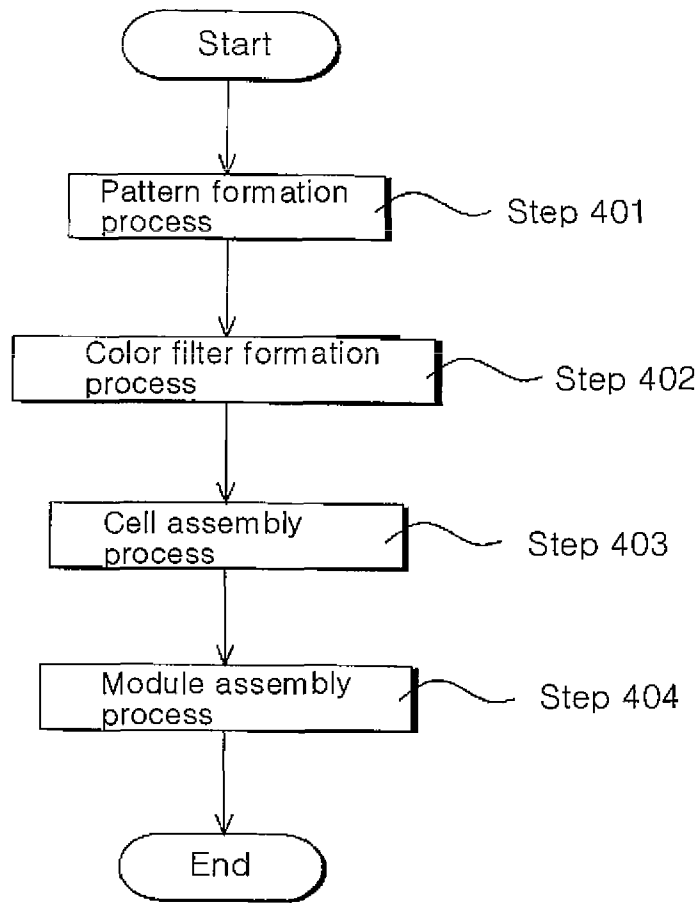 Start
Pattern formation
process
Step 401
Color filter formation
process
Step 402
Cell assembly
process
Step 403
Module assembly
process
Step 404
End